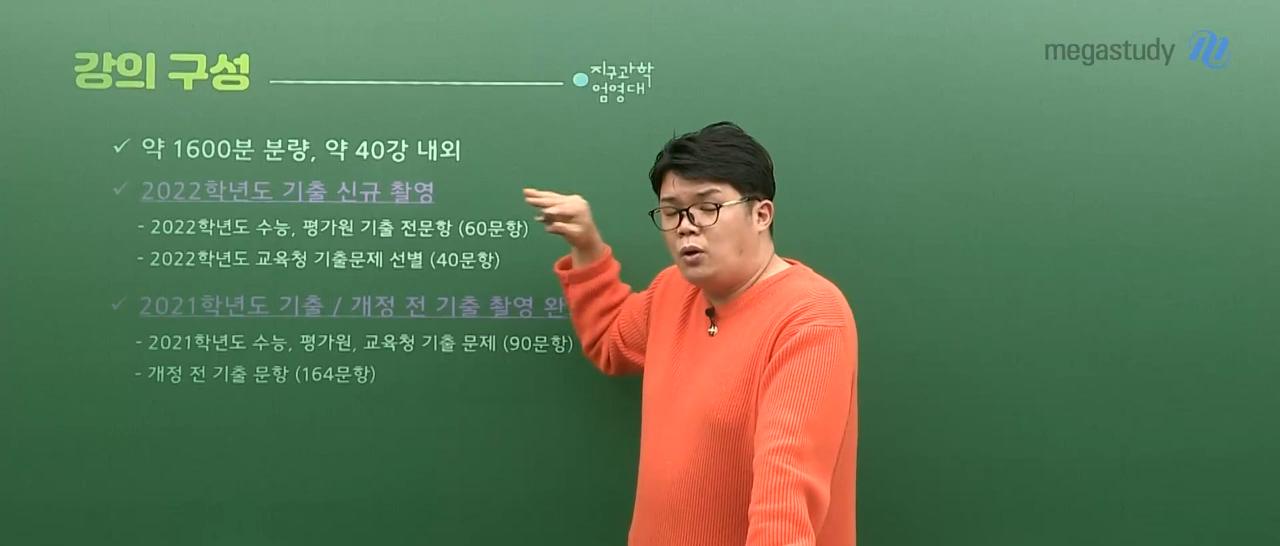 megastudy
강의 구성
지구과학
엄영대
약 1600분 분량, 약 40강 내외
2022학년도 기출 신규 촬영
- 2022학년도 수능, 평가원 기출 전문항 (60문항)
- 2022학년도 교육청 기출문제 선별 (40문항)
2021학년도 기출 / 개정 전 기출 촬영 완
- 2021학년도 수능, 평가원, 교육청 기출 문제 (90문항)
- 개정 전 기출 문항 (164문항)